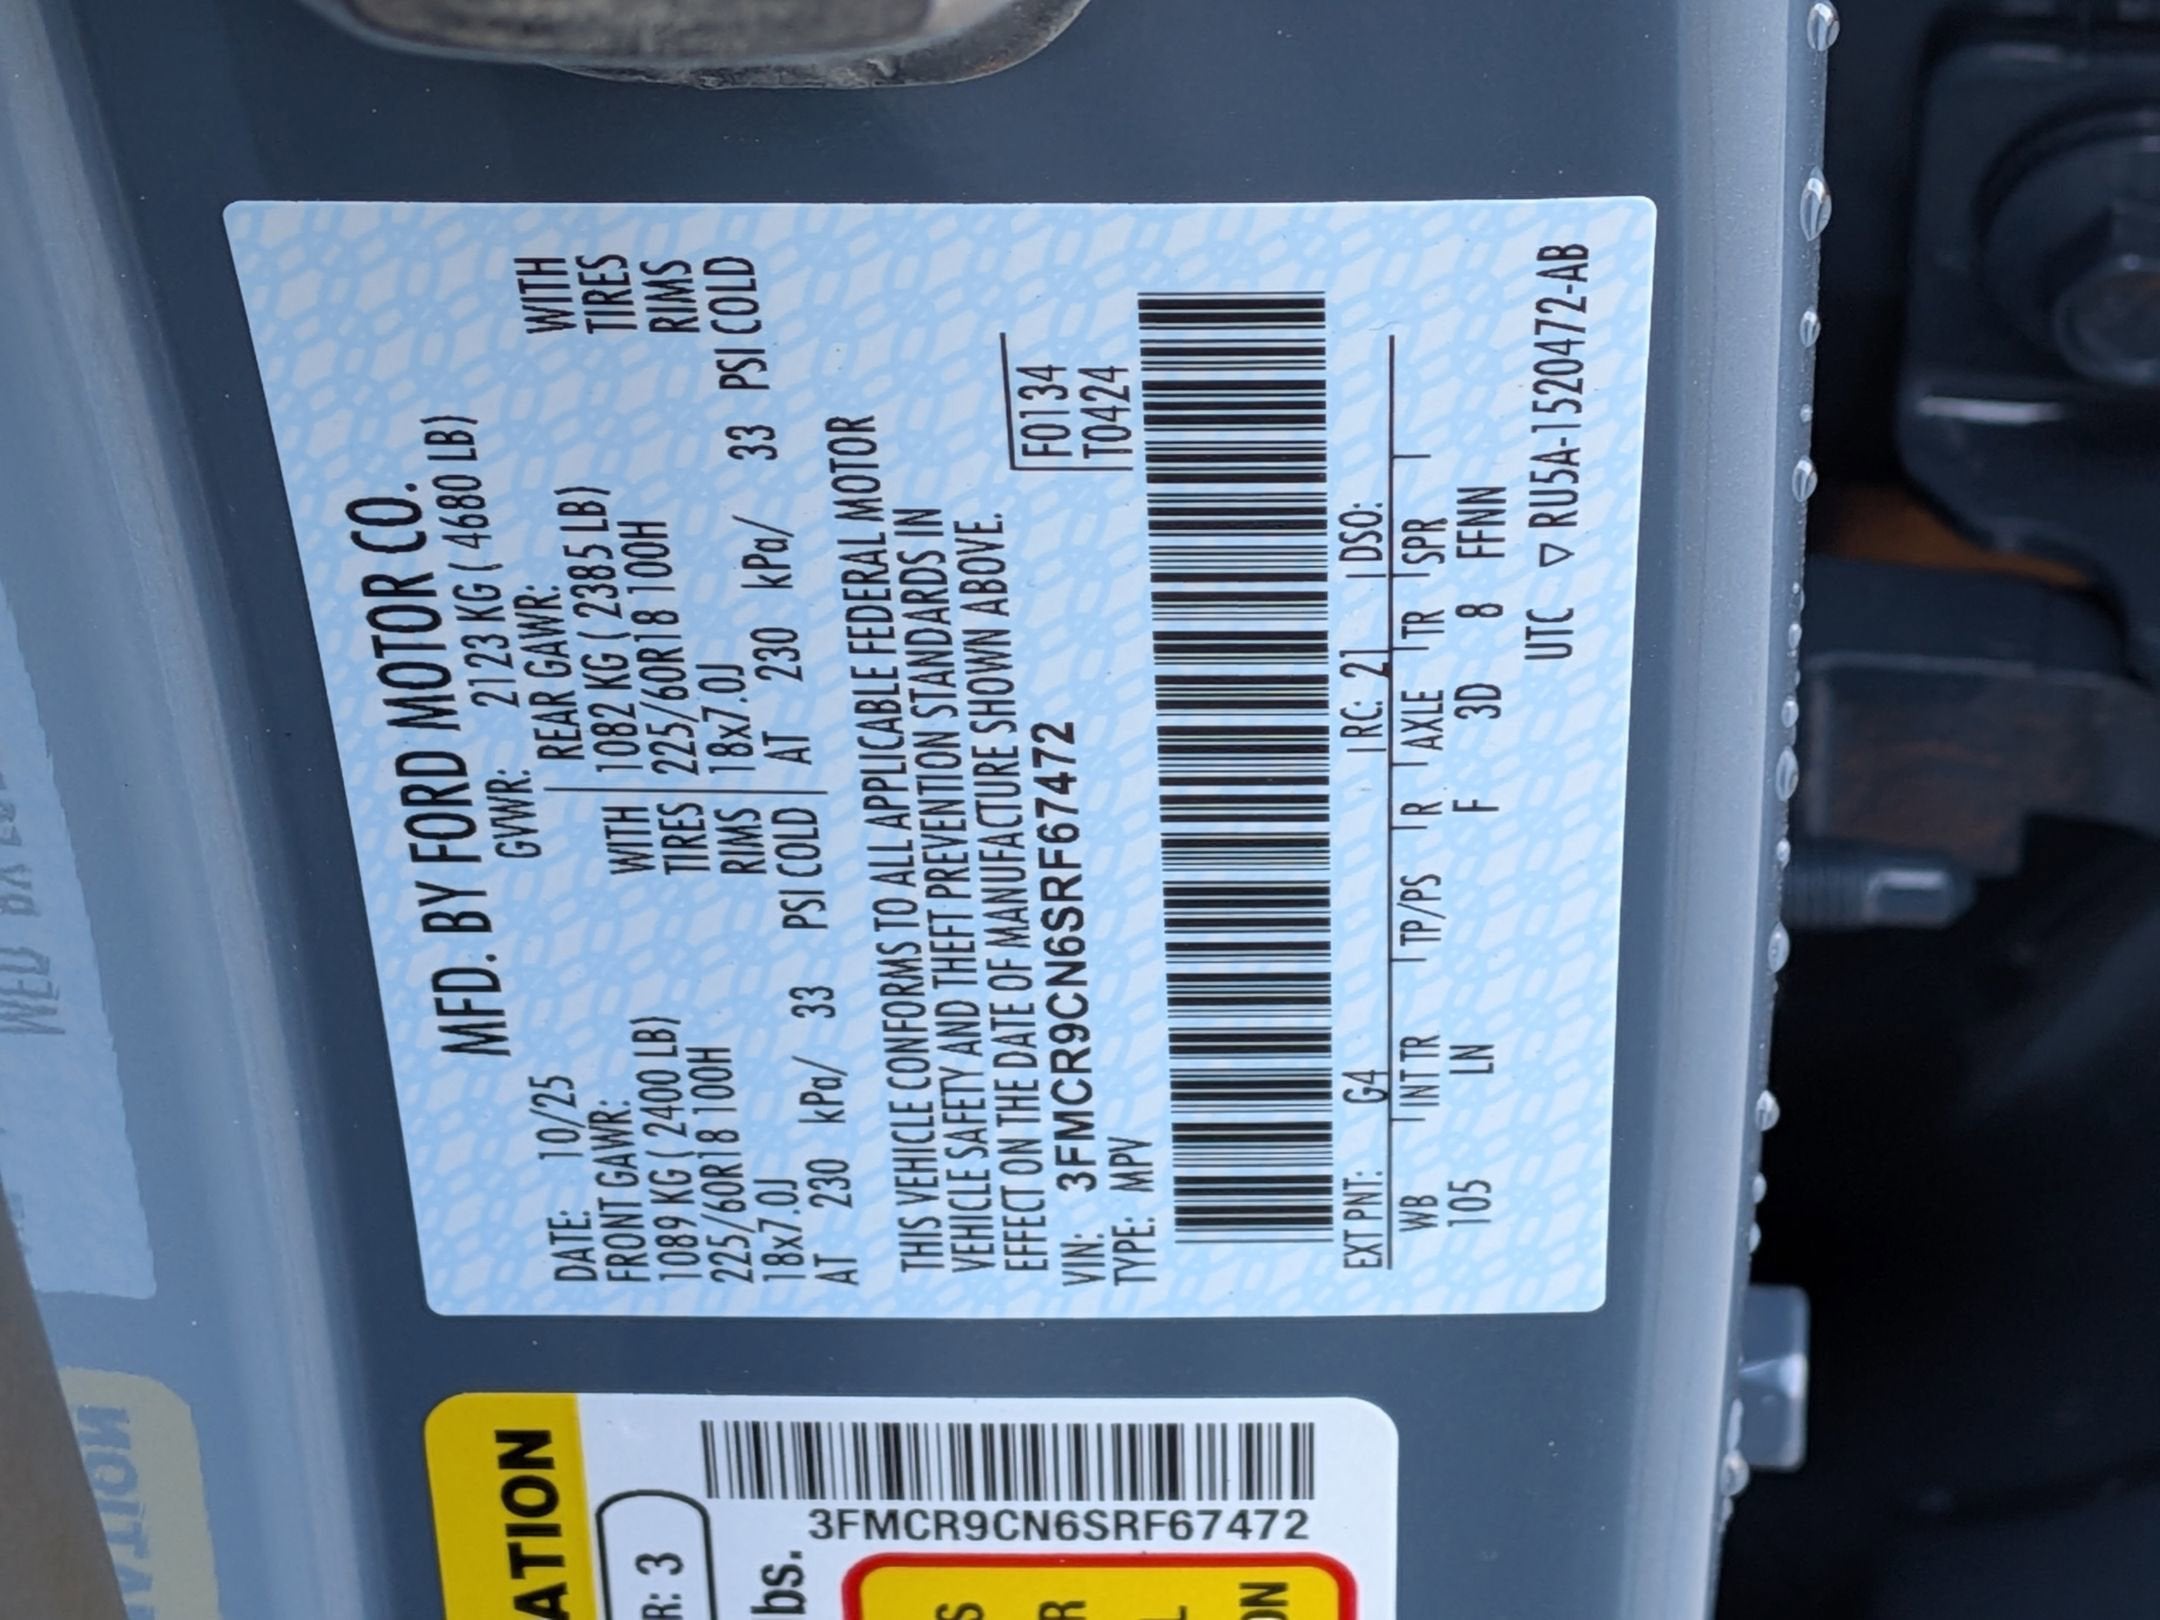 MFD. BY FORD MOTOR CO.
DATE: 10/25 GVWR: 2123 KG ( 4680 LB)
FRONT GAWR: REAR GAWR:
1089 KG ( 2400 LB) WITH 1082 KG ( 2385 LB) WITH
225/60R18 100H TIRES 225/60R18 100H TIRES
18x7.0J RIMS 18x7.0J RIMS
AT 230 kPa/ 33 PSI COLD AT 230 kPa/ 33 PSI COLD
THIS VEHICLE CONFORMS TO ALL APPLICABLE FEDERAL MOTOR
VEHICLE SAFETY AND THEFT PREVENTION STANDARDS IN
EFFECT ON THE DATE OF MANUFACTURE SHOWN ABOVE.
VIN: 3FMCR9CN6SRF67472 F0134
TYPE: MPV T0424
EXT PNT: G4 RC: 21 DSO:
WB INT TR TP/PS R AXLE TR SPR
105 LN F 3D 8 FFNN
UTC ▽ RU5A-1520472-AB
ATION
R: 3
3FMCR9CN6SRF67472
bs.
S
R
L
ON